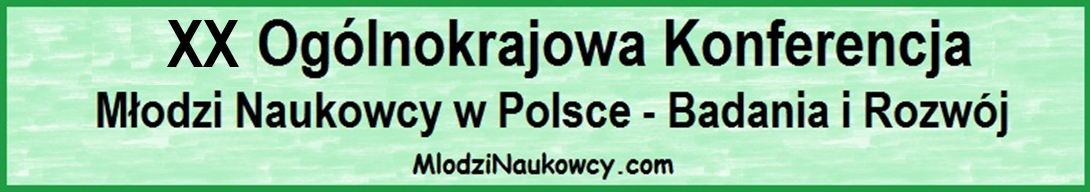 XX Ogólnokrajowa Konferencja
Młodzi Naukowcy w Polsce - Badania i Rozwój
MlodziNaukowcy.com